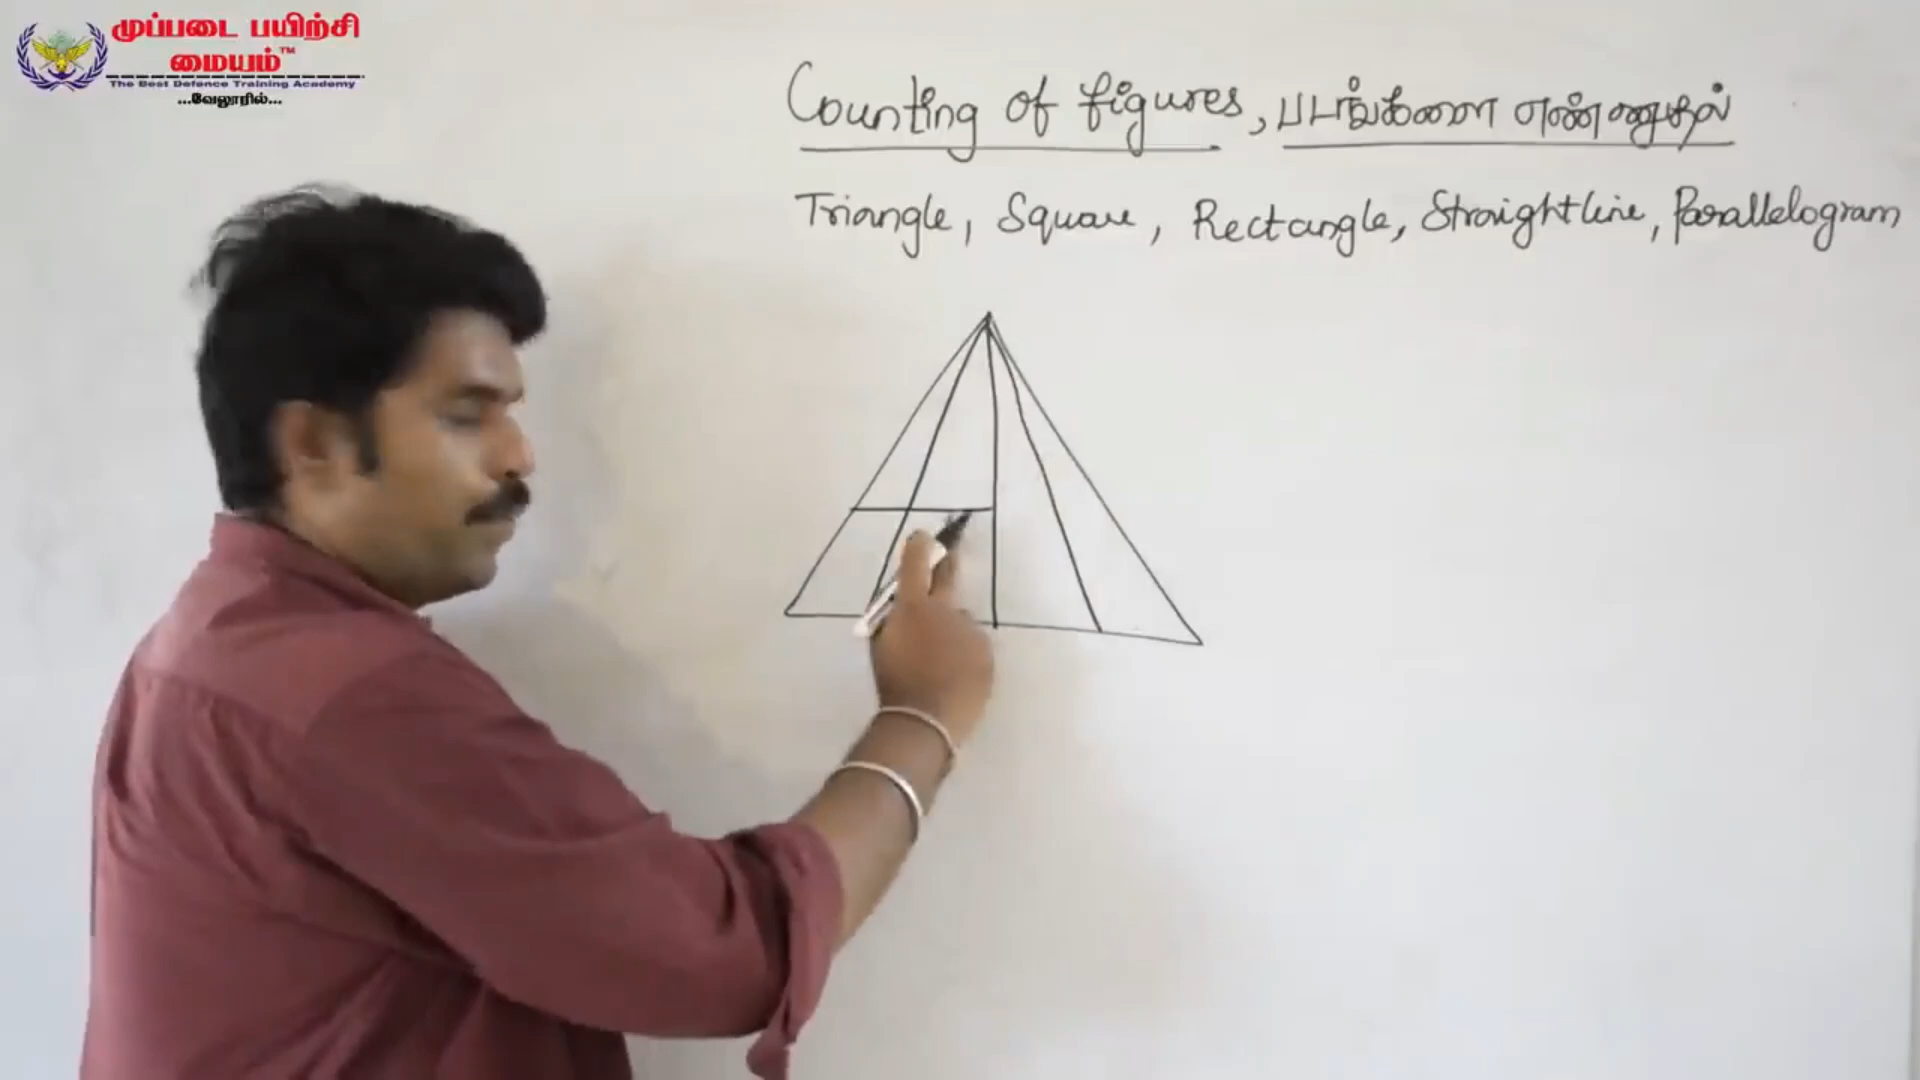 முப்படை பயிற்சி
மையம்™
The Best Defence Training Academy
...வேலூரில்...
Counting of figures, படங்களை எண்ணுதல்
Triangle, Square, Rectangle, Straightline, Parallelogram